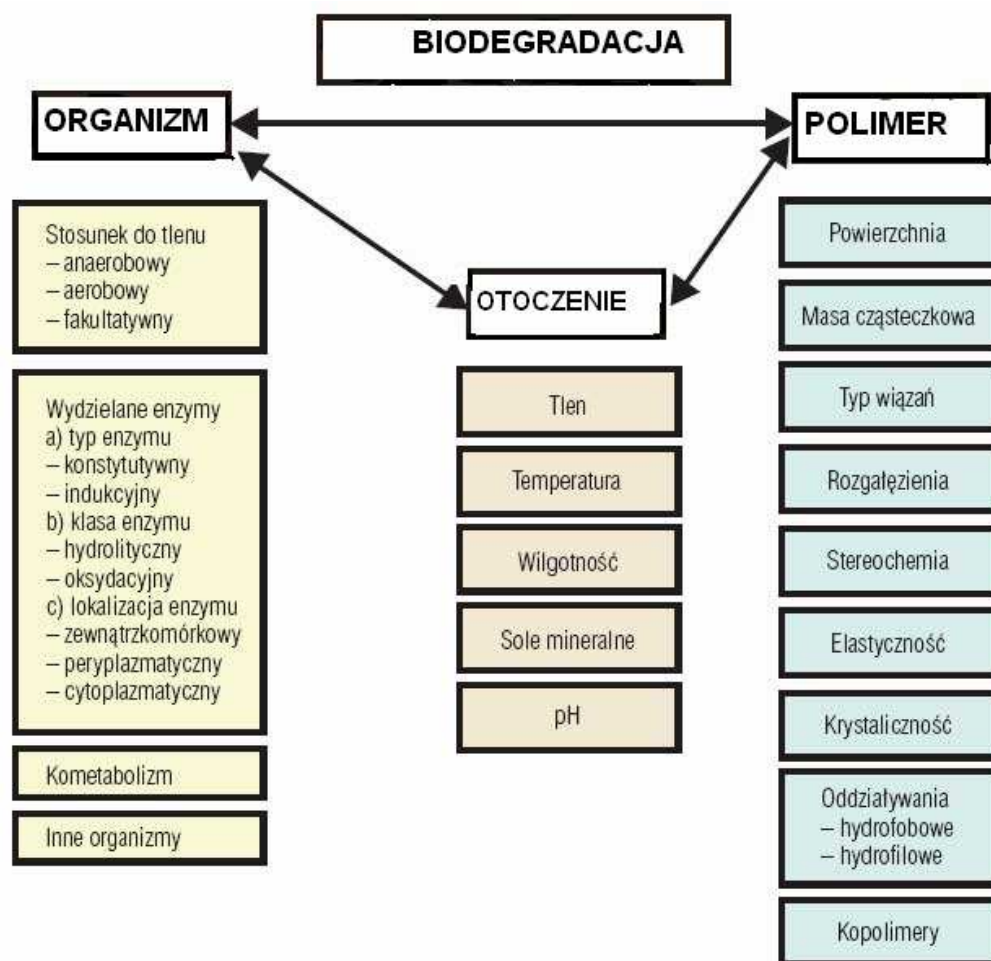 BIODEGRADACJA
ORGANIZM
POLIMER
OTOCZENIE
Stosunek do tlenu
– anaerobowy
– aerobowy
– fakultatywny
Wydzielane enzymy
a) typ enzymu
– konstytutywny
– indukcyjny
b) klasa enzymu
– hydrolityczny
– oksydacyjny
c) lokalizacja enzymu
– zewnątrzkomórkowy
– peryplazmatyczny
– cytoplazmatyczny
Kometabolizm
Inne organizmy
Tlen
Temperatura
Wilgotność
Sole mineralne
pH
Powierzchnia
Masa cząsteczkowa
Typ wiązań
Rozgałęzienia
Stereochemia
Elastyczność
Krystaliczność
Oddziaływania
– hydrofobowe
– hydrofilowe
Kopolimery